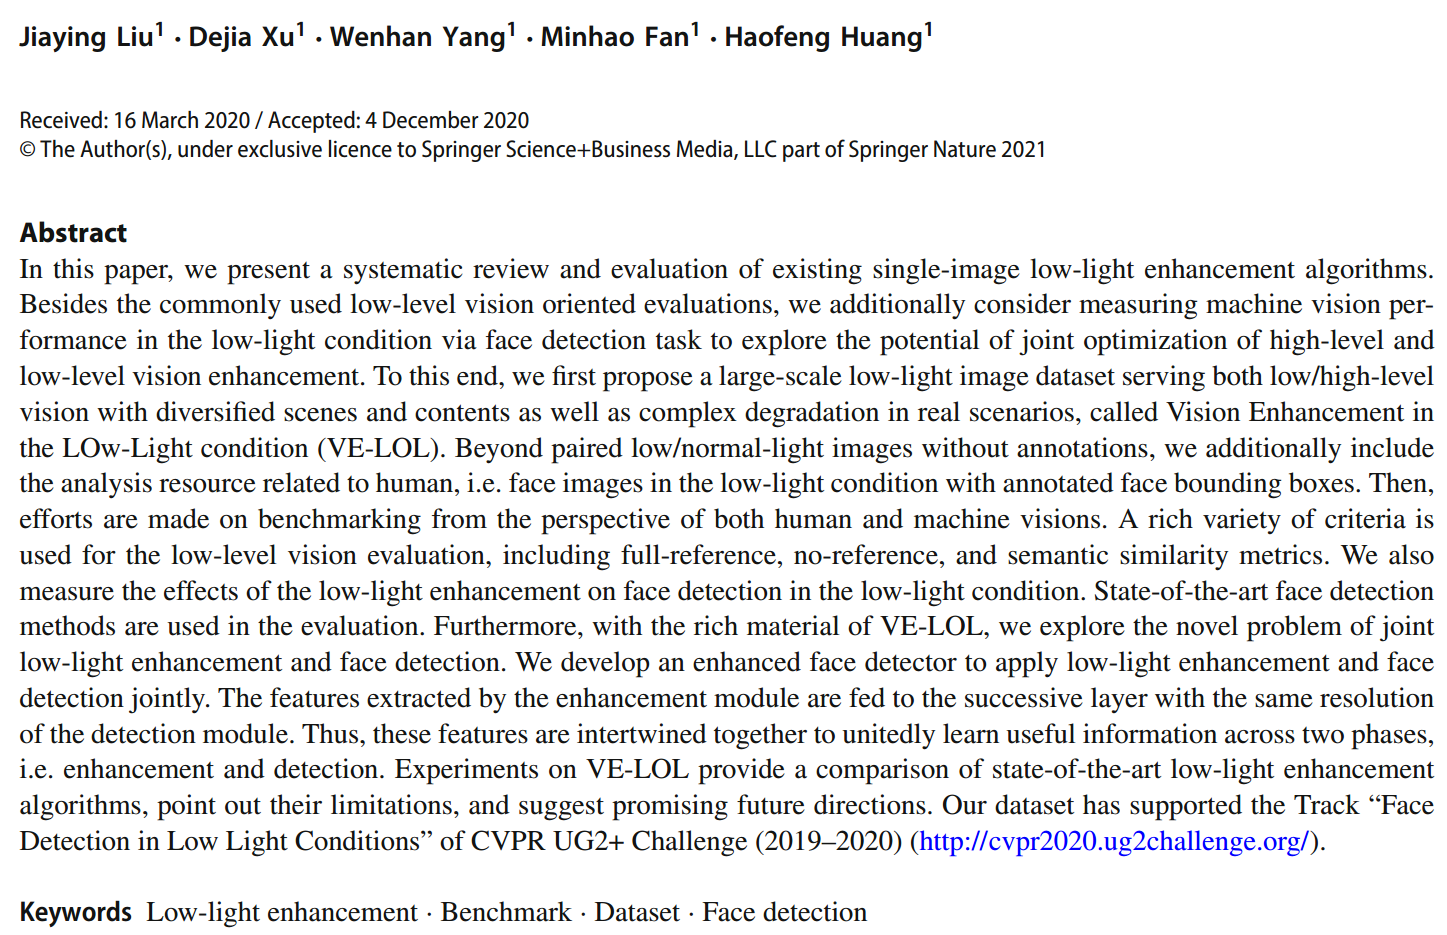 Jiaying Liu1 · Dejia Xu1 · Wenhan Yang1 · Minhao Fan1 · Haofeng Huang1
Received: 16 March 2020 / Accepted: 4 December 2020
© The Author(s), under exclusive licence to Springer Science+Business Media, LLC part of Springer Nature 2021
Abstract
In this paper, we present a systematic review and evaluation of existing single-image low-light enhancement algorithms.
Besides the commonly used low-level vision oriented evaluations, we additionally consider measuring machine vision per-
formance in the low-light condition via face detection task to explore the potential of joint optimization of high-level and
low-level vision enhancement. To this end, we first propose a large-scale low-light image dataset serving both low/high-level
vision with diversified scenes and contents as well as complex degradation in real scenarios, called Vision Enhancement in
the LOw-Light condition (VE-LOL). Beyond paired low/normal-light images without annotations, we additionally include
the analysis resource related to human, i.e. face images in the low-light condition with annotated face bounding boxes. Then,
efforts are made on benchmarking from the perspective of both human and machine visions. A rich variety of criteria is
used for the low-level vision evaluation, including full-reference, no-reference, and semantic similarity metrics. We also
measure the effects of the low-light enhancement on face detection in the low-light condition. State-of-the-art face detection
methods are used in the evaluation. Furthermore, with the rich material of VE-LOL, we explore the novel problem of joint
low-light enhancement and face detection. We develop an enhanced face detector to apply low-light enhancement and face
detection jointly. The features extracted by the enhancement module are fed to the successive layer with the same resolution
of the detection module. Thus, these features are intertwined together to unitedly learn useful information across two phases,
i.e. enhancement and detection. Experiments on VE-LOL provide a comparison of state-of-the-art low-light enhancement
algorithms, point out their limitations, and suggest promising future directions. Our dataset has supported the Track “Face
Detection in Low Light Conditions” of CVPR UG2+ Challenge (2019–2020) (http://cvpr2020.ug2challenge.org/).
Keywords Low-light enhancement · Benchmark · Dataset · Face detection